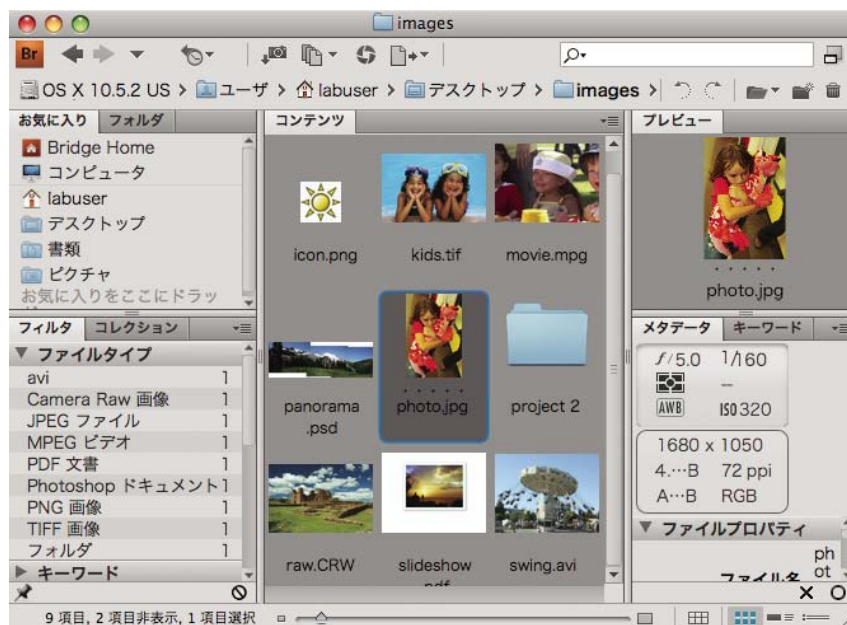 images
Br
OS X 10.5.2 US > ユーザ > labuser > デスクトップ > images >
お気に入り フォルダ
Bridge Home
コンピュータ
labuser
デスクトップ
書類
ピクチャ
お気に入りをここにドラッ
フィルタ コレクション
ファイルタイプ
avi 1
Camera Raw 画像 1
JPEG ファイル 1
MPEG ビデオ 1
PDF 文書 1
Photoshop ドキュメント 1
PNG 画像 1
TIFF 画像 1
フォルダ 1
キーワード
コンテンツ
icon.png
kids.tif
movie.mpg
panorama
.psd
photo.jpg
project 2
raw.CRW
slideshow
.pdf
swing.avi
プレビュー
photo.jpg
メタデータ キーワード
f/5.0 1/160
--
AWB ISO 320
1680 x 1050
4.…B 72 ppi
A…B RGB
ファイルプロパティ
ファイル名
ph
ot
9 項目, 2 項目非表示, 1 項目選択